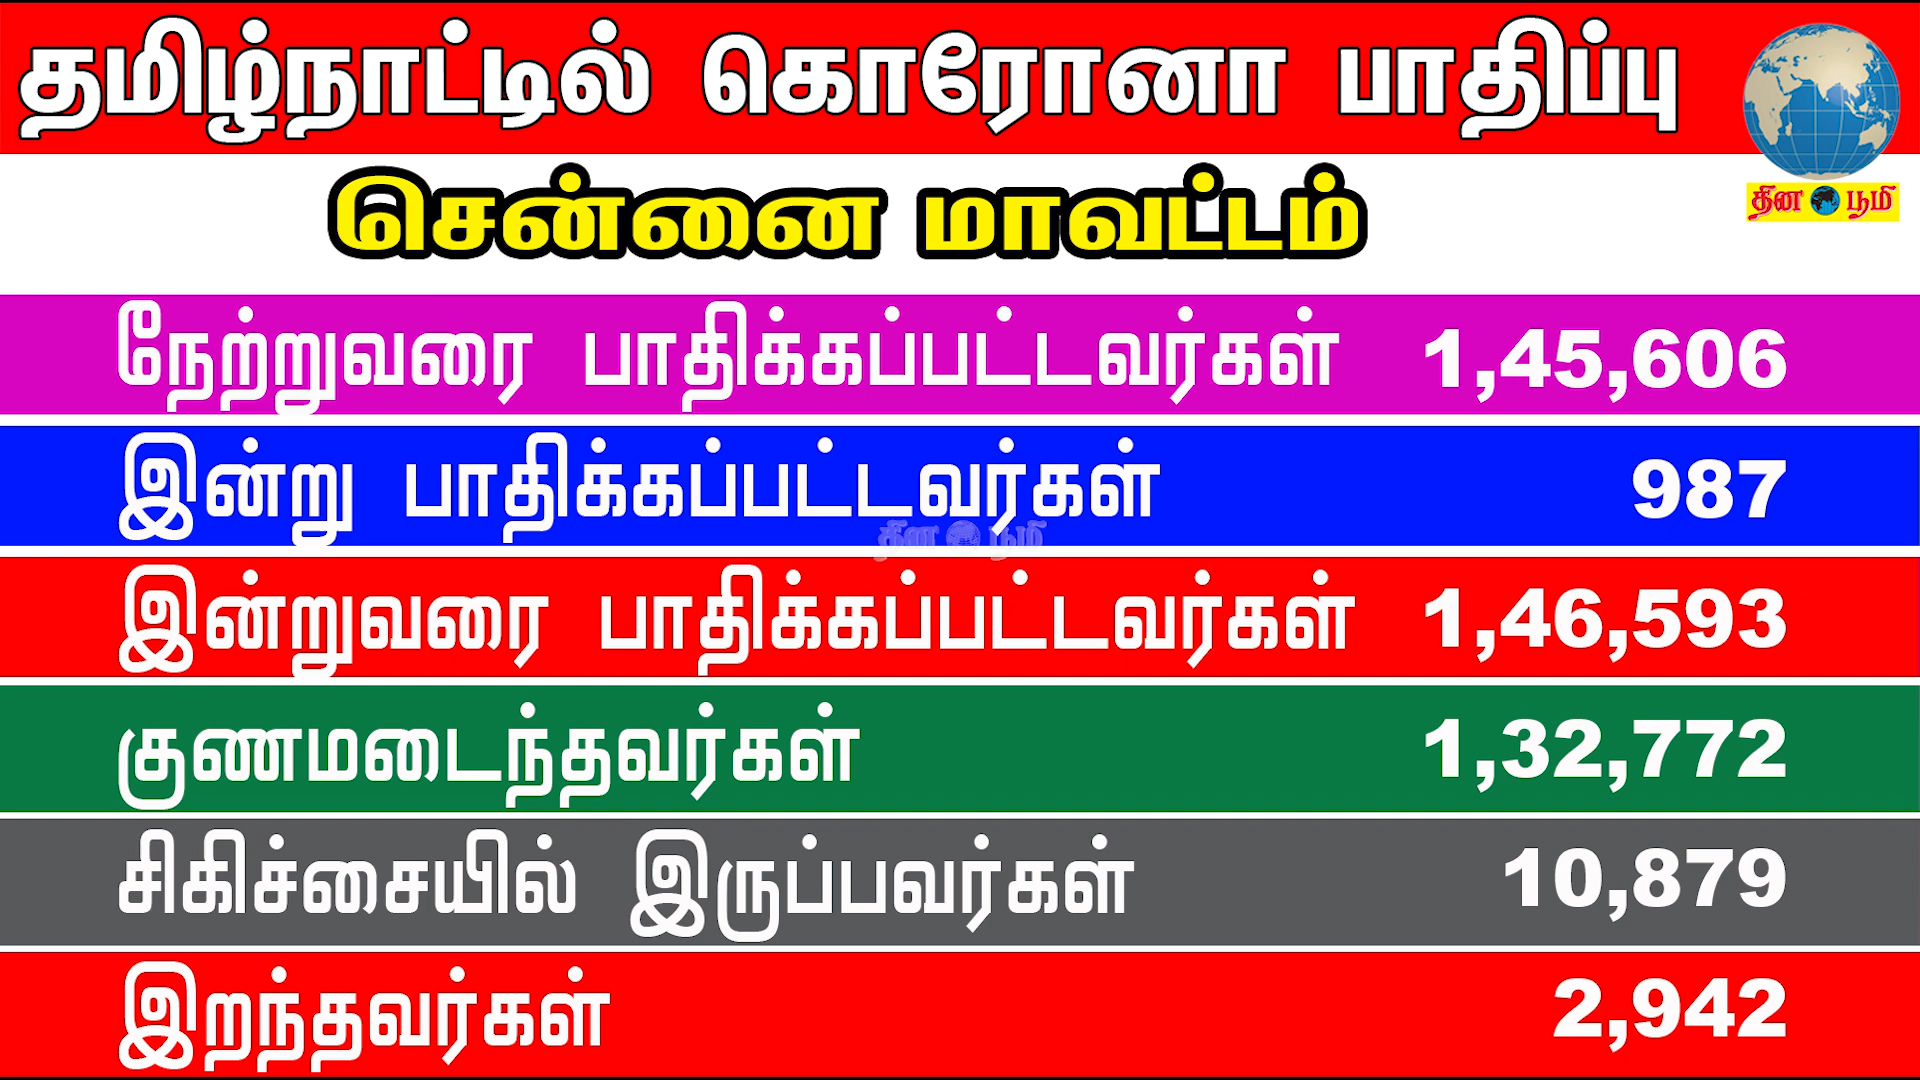 தமிழ்நாட்டில் கொரோனா பாதிப்பு
தின பூமி
சென்னை மாவட்டம்
நேற்றுவரை பாதிக்கப்பட்டவர்கள் 1,45,606
இன்று பாதிக்கப்பட்டவர்கள் 987
தின பூமி
இன்றுவரை பாதிக்கப்பட்டவர்கள் 1,46,593
குணமடைந்தவர்கள் 1,32,772
சிகிச்சையில் இருப்பவர்கள் 10,879
இறந்தவர்கள் 2,942